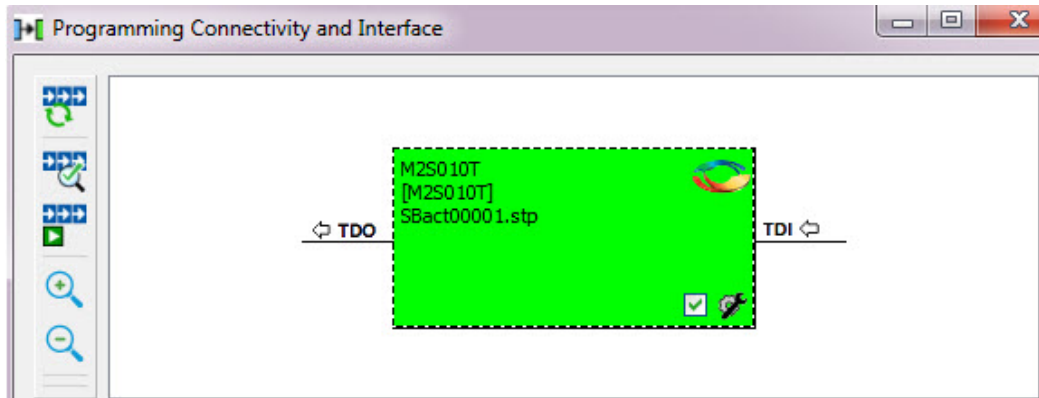 Programming Connectivity and Interface
M2S010T
[M2S010T]
SBact00001.stp
TDO
TDI